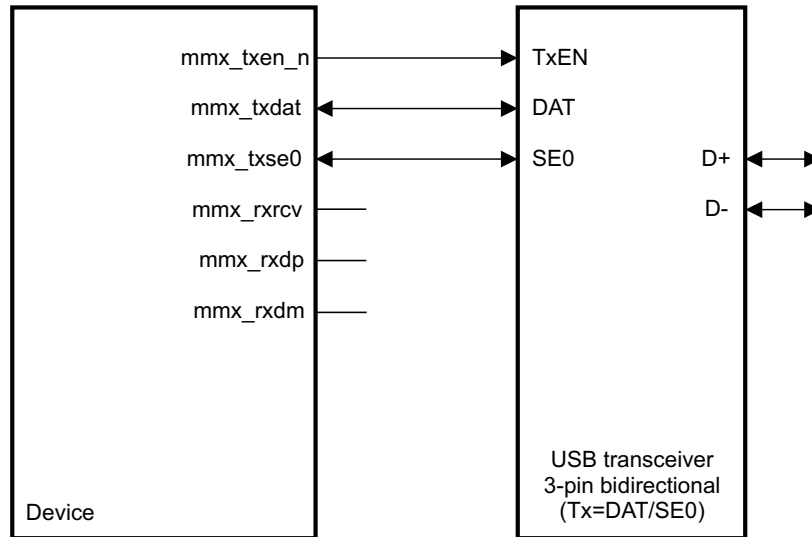 mmx_txen_n
TxEN
mmx_txdat
DAT
mmx_txse0
SE0
D+
mmx_rxrcv
D-
mmx_rxdp
mmx_rxdm
USB transceiver
3-pin bidirectional
(Tx=DAT/SE0)
Device